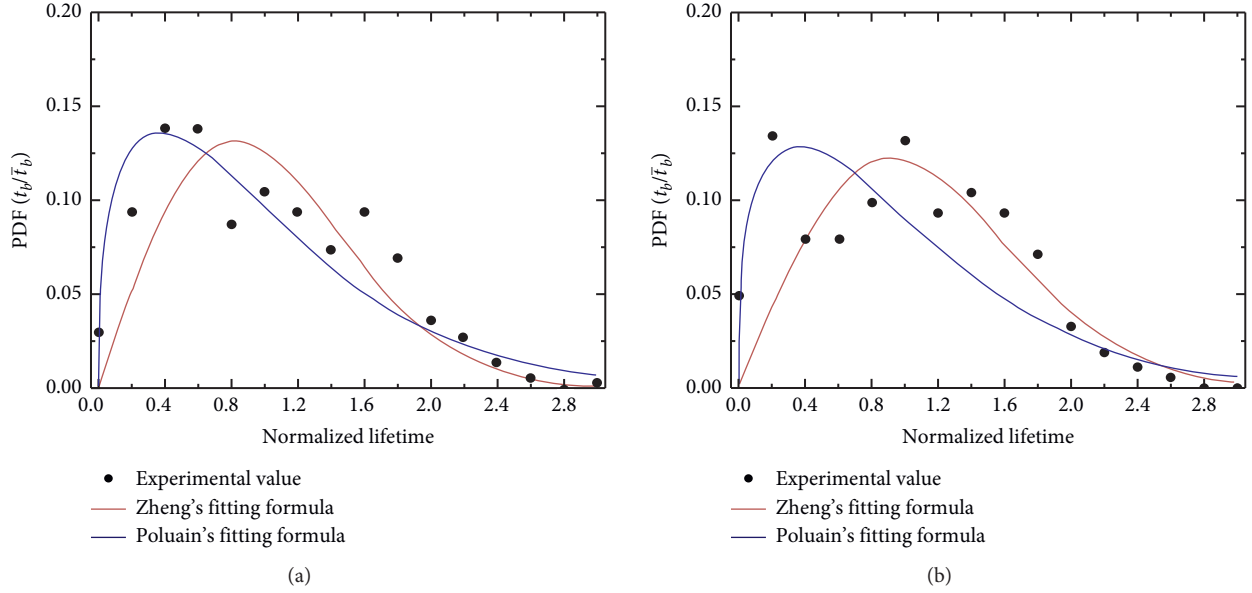 0.20
0.15
0.10
0.05
0.00
PDF (t_b/t̄_b)
0.0 0.4 0.8 1.2 1.6 2.0 2.4 2.8
Normalized lifetime
Experimental value
Zheng's fitting formula
Poluain's fitting formula
(a)
0.20
0.15
0.10
0.05
0.00
PDF (t_b/t̄_b)
0.0 0.4 0.8 1.2 1.6 2.0 2.4 2.8
Normalized lifetime
Experimental value
Zheng's fitting formula
Poluain's fitting formula
(b)